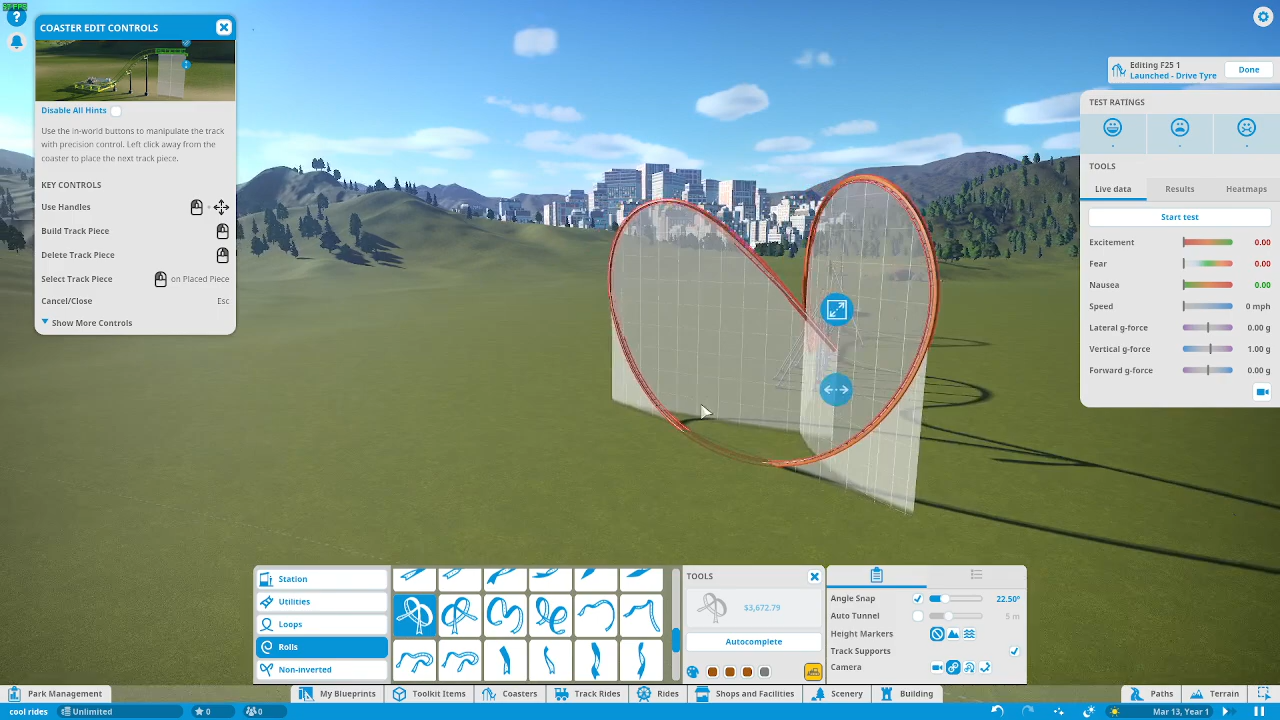 COASTER EDIT CONTROLS
Disable All Hints
Use the in-world buttons to manipulate the track
with precision control. Left click away from the
coaster to place the next track piece.
KEY CONTROLS
Use Handles
Build Track Piece
Delete Track Piece
Select Track Piece on Placed Piece
Cancel/Close Esc
Show More Controls
Editing F25 1
Launched - Drive Tyre
Done
TEST RATINGS
- - -
TOOLS
Live data Results Heatmaps
Start test
Excitement 0.00
Fear 0.00
Nausea 0.00
Speed 0 mph
Lateral g-force 0.00 g
Vertical g-force 1.00 g
Forward g-force 0.00 g
Station
Utilities
Loops
Rolls
Non-inverted
TOOLS
$3,672.79
Autocomplete
Angle Snap 22.50°
Auto Tunnel 5 m
Height Markers
Track Supports
Camera
Park Management My Blueprints Toolkit Items Coasters Track Rides Rides Shops and Facilities Scenery Building Paths Terrain
cool rides Unlimited 0 0 Mar 13, Year 1